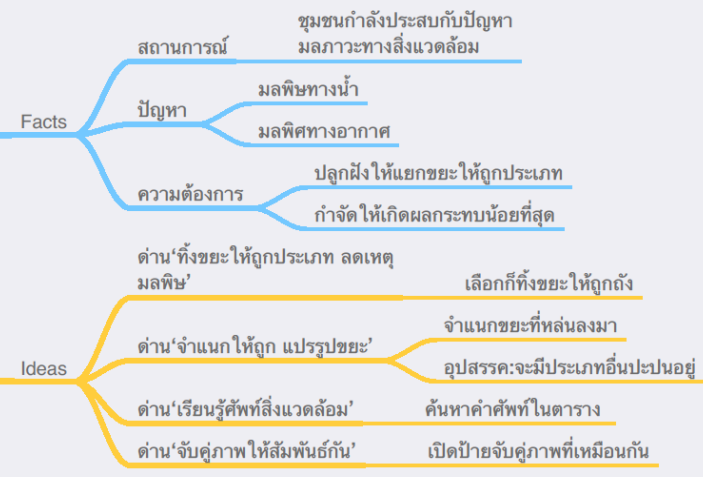 Facts
สถานการณ์
ชุมชนกำลังประสบกับปัญหา
มลภาวะทางสิ่งแวดล้อม
ปัญหา
มลพิษทางน้ำ
มลพิศทางอากาศ
ความต้องการ
ปลูกฝังให้แยกขยะให้ถูกประเภท
กำจัดให้เกิดผลกระทบน้อยที่สุด
Ideas
ด่าน‘ทิ้งขยะให้ถูกประเภท ลดเหตุ
มลพิษ’
เลือกก็ทิ้งขยะให้ถูกถัง
ด่าน‘จำแนกให้ถูก แปรรูปขยะ’
จำแนกขยะที่หล่นลงมา
อุปสรรค:จะมีประเภทอื่นปะปนอยู่
ด่าน‘เรียนรู้ศัพท์สิ่งแวดล้อม’
ค้นหาคำศัพท์ในตาราง
ด่าน‘จับคู่ภาพให้สัมพันธ์กัน’
เปิดป้ายจับคู่ภาพที่เหมือนกัน